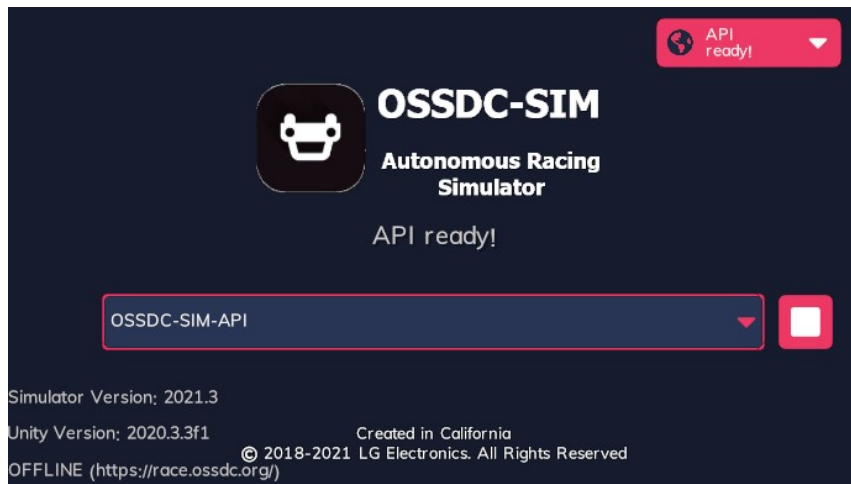 API
ready!
OSSDC-SIM
Autonomous Racing
Simulator
API ready!
OSSDC-SIM-API
Simulator Version: 2021.3
Unity Version: 2020.3.3f1
Created in California
© 2018-2021 LG Electronics. All Rights Reserved
OFFLINE (https://race.ossdc.org/)